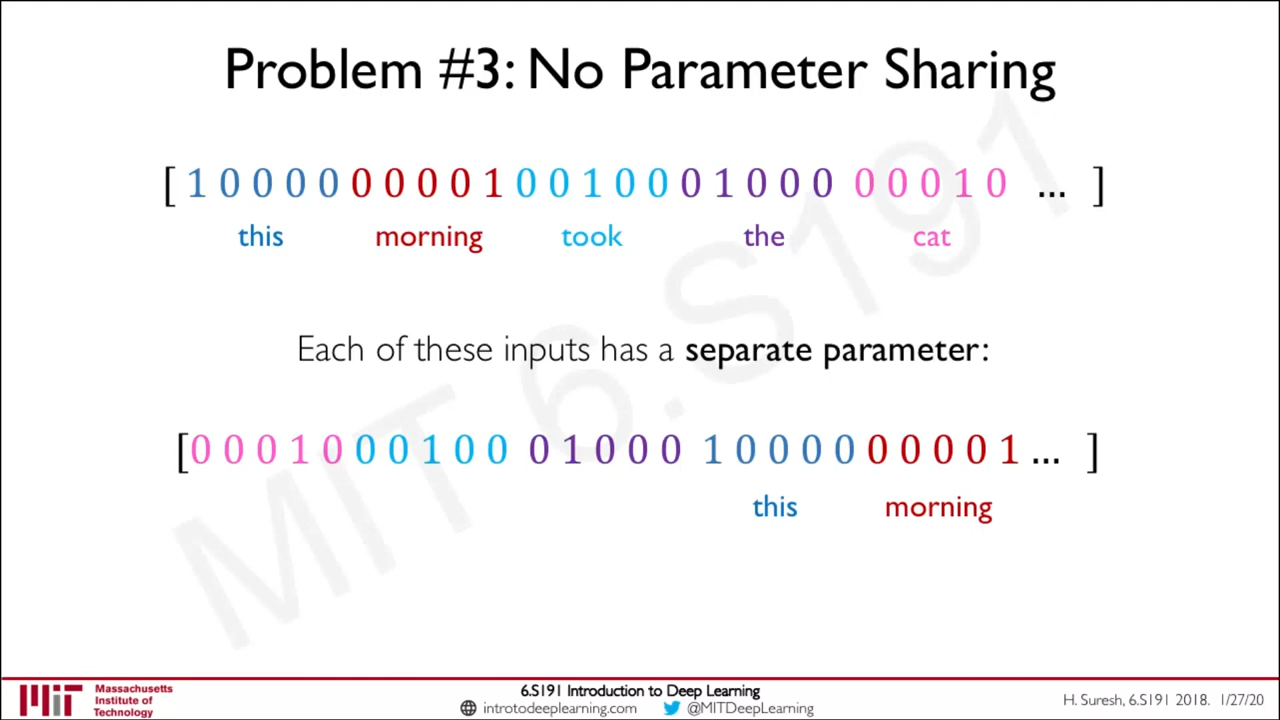 Problem #3: No Parameter Sharing
[ 1 0 0 0 0 0 0 0 0 1 0 0 1 0 0 0 1 0 0 0 0 0 0 1 0 ... ]
this morning took the cat
Each of these inputs has a separate parameter:
[ 0 0 0 1 0 0 0 1 0 0 0 1 0 0 0 1 0 0 0 0 0 0 0 0 1 ... ]
this morning
MIT 6.S191
Massachusetts
Institute of
Technology
6.S191 Introduction to Deep Learning
introtodeeplearning.com @MITDeepLearning
H. Suresh, 6.S191 2018. 1/27/20